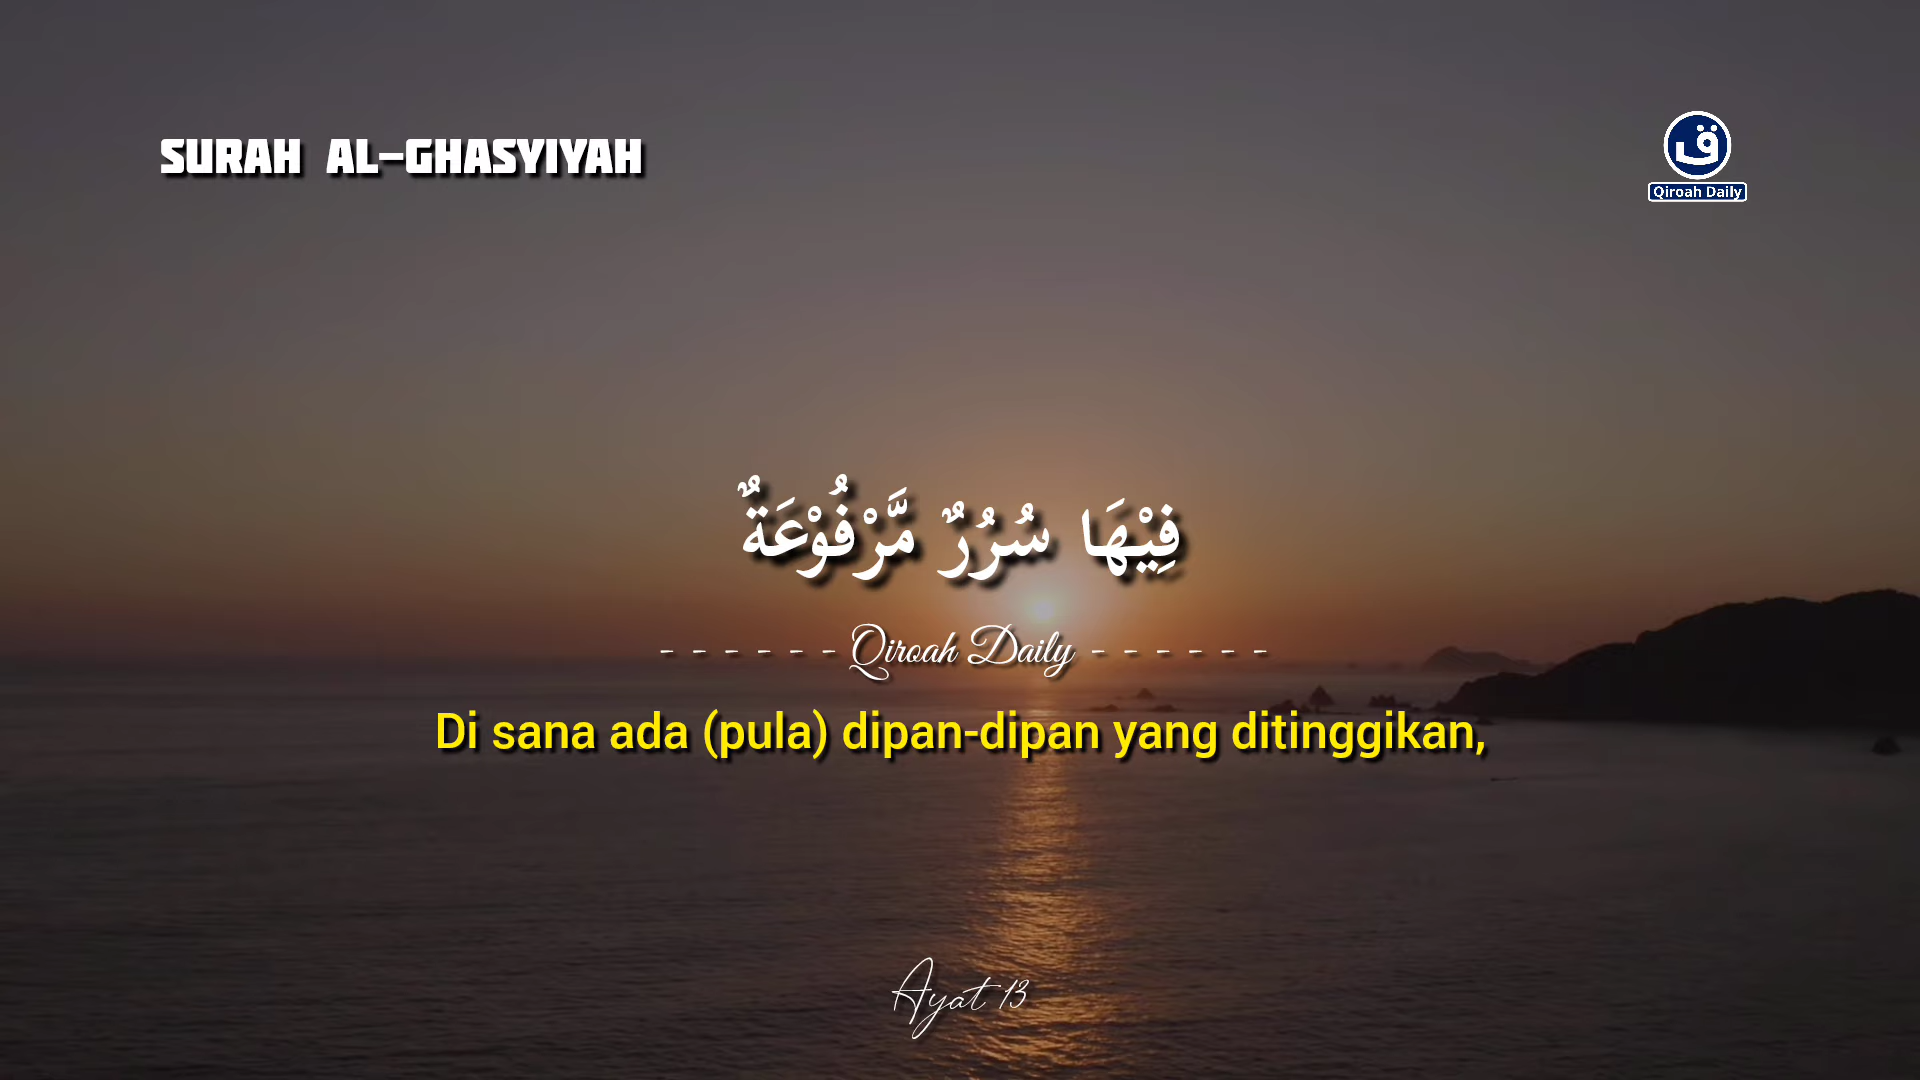 SURAH AL-GHASYIYAH
ق
Qiroah Daily
فِيْهَا سُرُرٌ مَّرْفُوْعَةٌ
- - - - - - Qiroah Daily - - - - - -
Di sana ada (pula) dipan-dipan yang ditinggikan,
Ayat 13